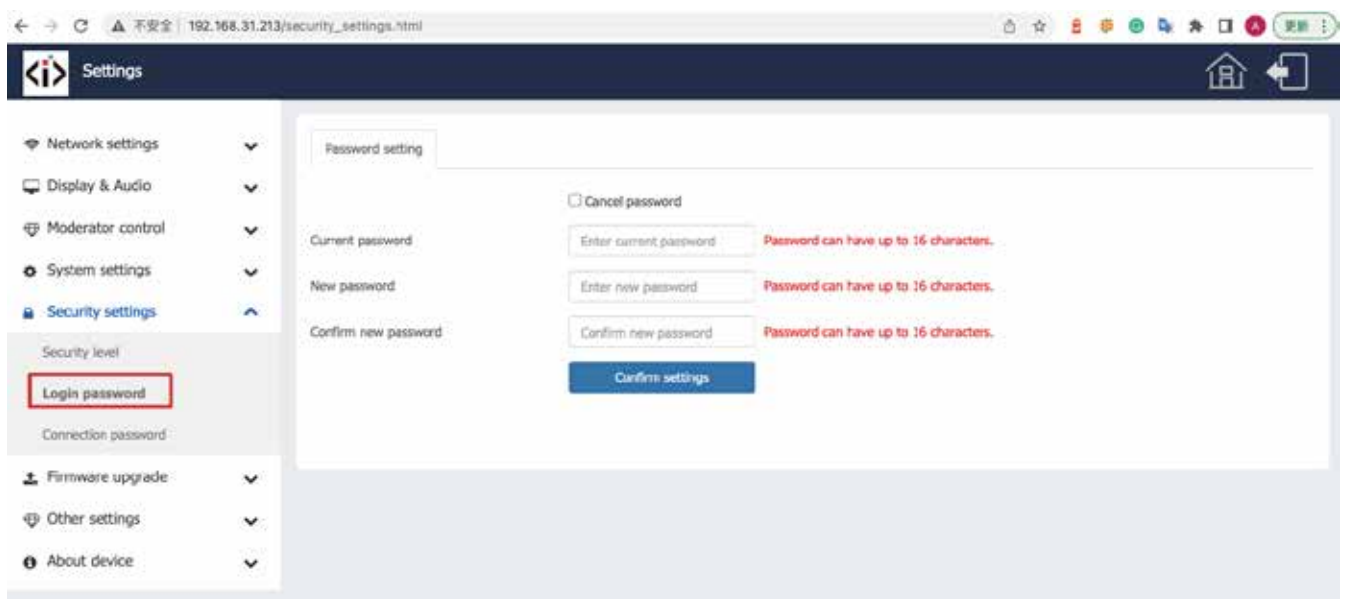 不安全 | 192.168.31.213/security_settings.html
更新
<i> Settings
Network settings
Display & Audio
Moderator control
System settings
Security settings
Security level
Login password
Connection password
Firmware upgrade
Other settings
About device
Password setting
Cancel password
Current password Enter current password Password can have up to 16 characters.
New password Enter new password Password can have up to 16 characters.
Confirm new password Confirm new password Password can have up to 16 characters.
Confirm settings